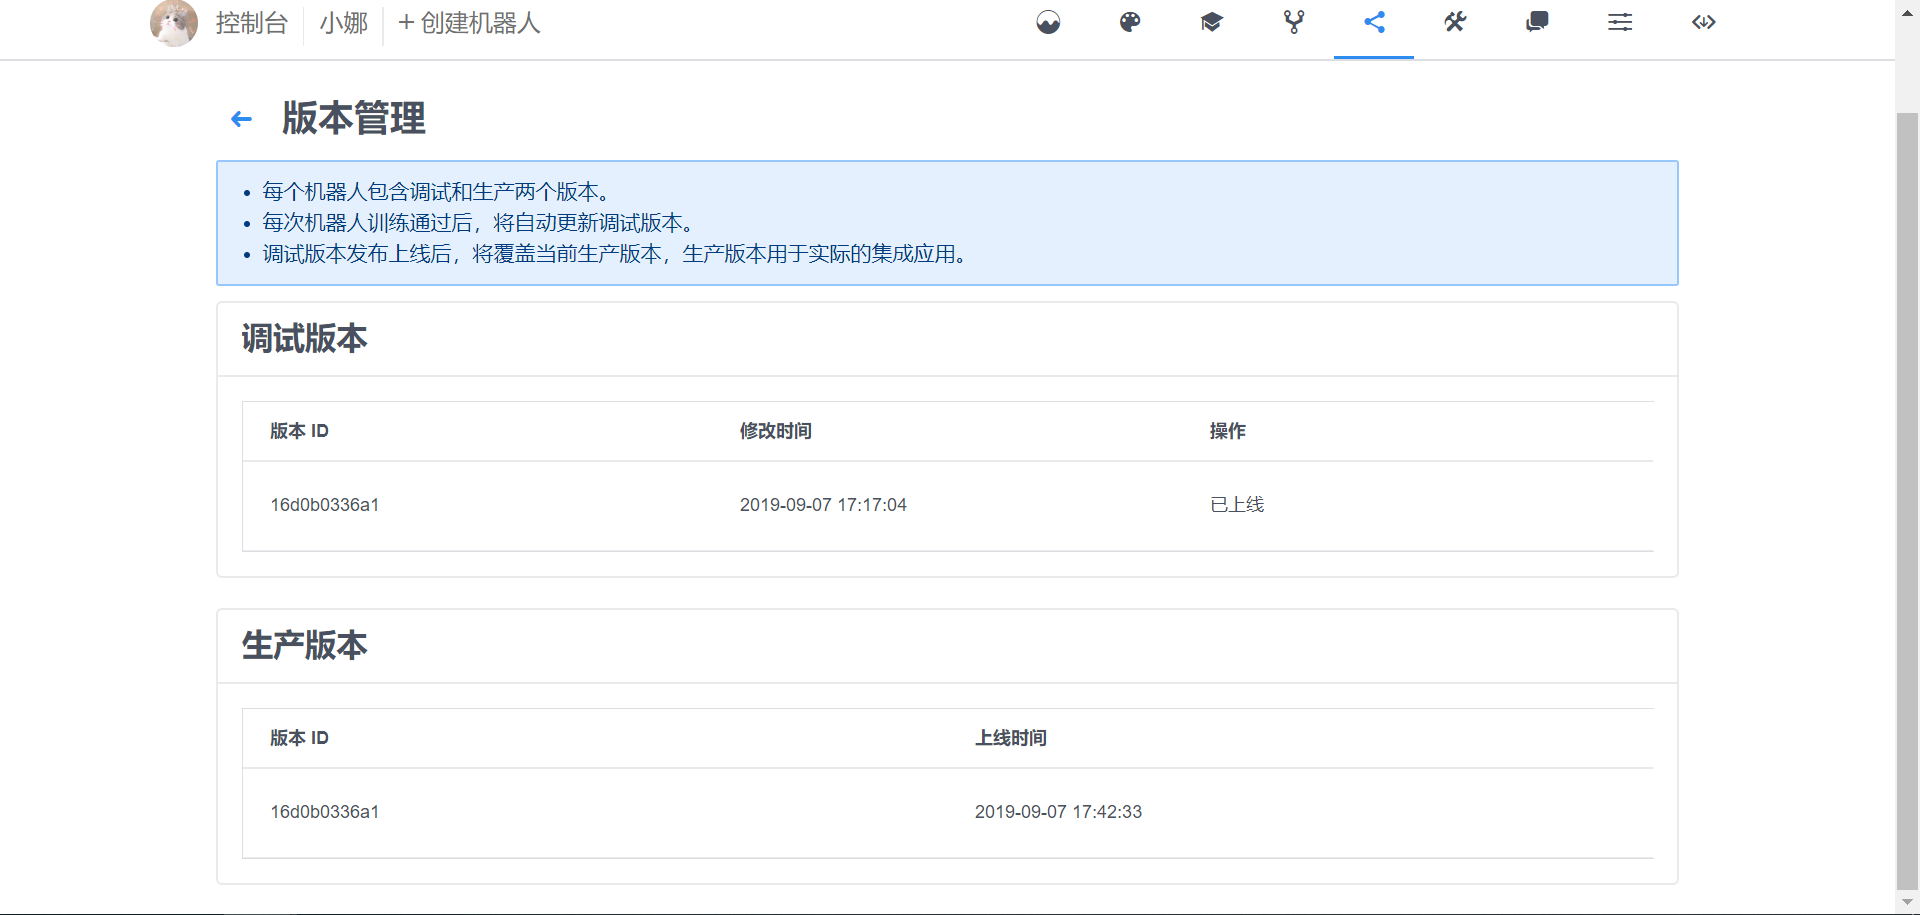 控制台 小娜 + 创建机器人
版本管理
每个机器人包含调试和生产两个版本。
每次机器人训练通过后，将自动更新调试版本。
调试版本发布上线后，将覆盖当前生产版本，生产版本用于实际的集成应用。
调试版本
版本 ID 修改时间 操作
16d0b0336a1 2019-09-07 17:17:04 已上线
生产版本
版本 ID 上线时间
16d0b0336a1 2019-09-07 17:42:33